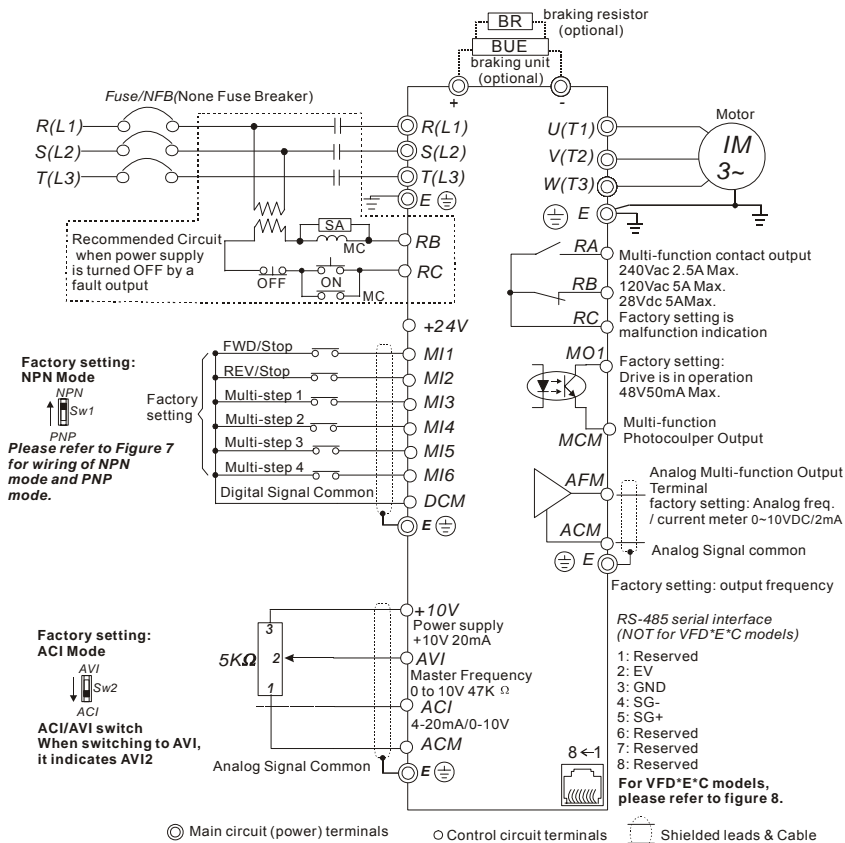 BR
braking resistor
(optional)
BUE
braking unit
(optional)
+
-
Fuse/NFB(None Fuse Breaker)
R(L1)
S(L2)
T(L3)
R(L1)
S(L2)
T(L3)
E
U(T1)
V(T2)
W(T3)
E
Motor
IM
3~
Recommended Circuit
when power supply
is turned OFF by a
fault output
SA
MC
RB
RC
OFF
ON
MC
RA
RB
RC
Multi-function contact output
240Vac 2.5A Max.
120Vac 5A Max.
28Vdc 5AMax.
Factory setting is
malfunction indication
+24V
Factory setting:
NPN Mode
NPN
Sw1
PNP
Please refer to Figure 7
for wiring of NPN
mode and PNP
mode.
Factory
setting
FWD/Stop
REV/Stop
Multi-step 1
Multi-step 2
Multi-step 3
Multi-step 4
Digital Signal Common
MI1
MI2
MI3
MI4
MI5
MI6
DCM
E
MO1
Factory setting:
Drive is in operation
48V50mA Max.
MCM
Multi-function
Photocoulper Output
AFM
Analog Multi-function Output
Terminal
factory setting: Analog freq.
/ current meter 0~10VDC/2mA
ACM
Analog Signal common
E
Factory setting: output frequency
Factory setting:
ACI Mode
AVI
Sw2
ACI
ACI/AVI switch
When switching to AVI,
it indicates AVI2
5KΩ
3
2
1
+10V
Power supply
+10V 20mA
AVI
Master Frequency
0 to 10V 47K Ω
ACI
4-20mA/0-10V
ACM
Analog Signal Common
E
RS-485 serial interface
(NOT for VFD*E*C models)
1: Reserved
2: EV
3: GND
4: SG-
5: SG+
6: Reserved
7: Reserved
8: Reserved
For VFD*E*C models,
please refer to figure 8.
8←1
Main circuit (power) terminals
Control circuit terminals
Shielded leads & Cable